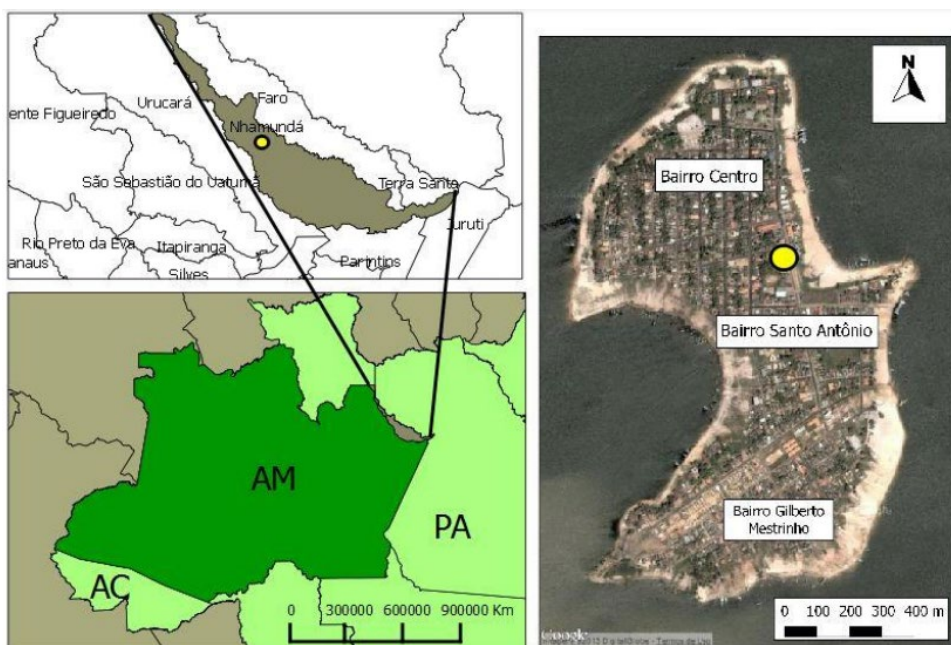 Urucará
Faro
ente Figueiredo
Nhamundá
São Sebastião do Uatumã
Terra Santa
Juruti
Rio Preto da Eva
Itapiranga
anaus
Silves
Parintins
AM
PA
AC
0 300000 600000 900000 Km
N
Bairro Centro
Bairro Santo Antônio
Bairro Gilberto
Mestrinho
0 100 200 300 400 m
Google